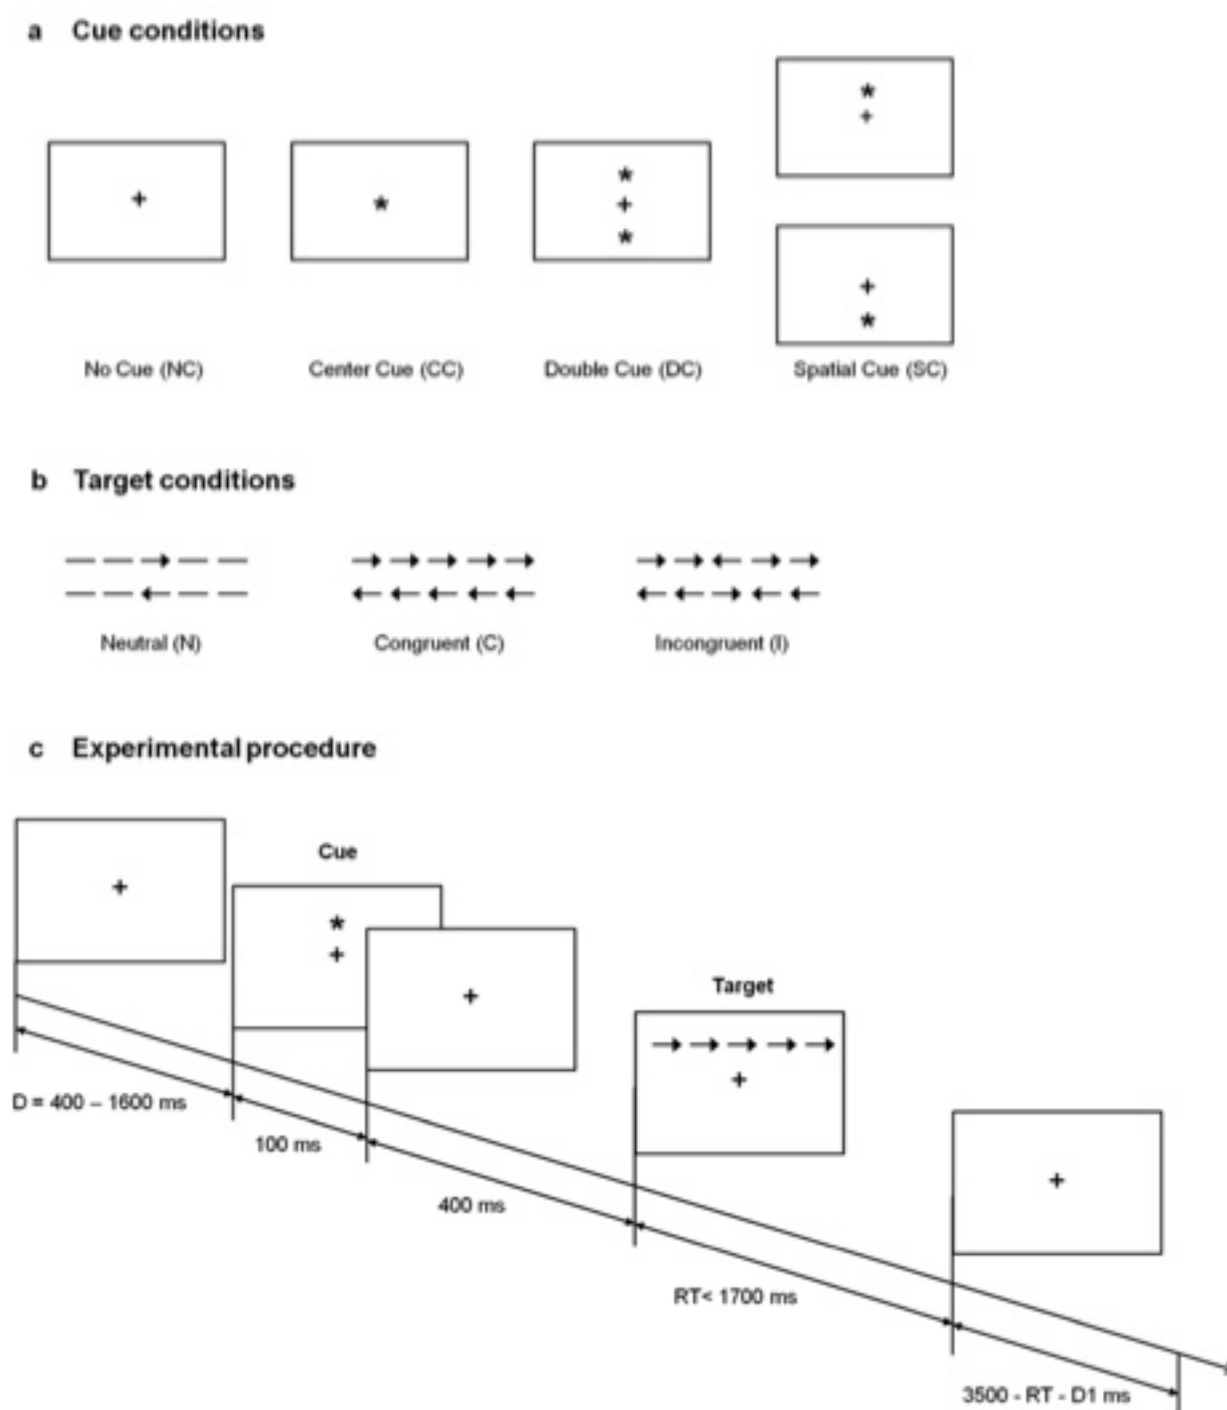 a Cue conditions
No Cue (NC) Center Cue (CC) Double Cue (DC) Spatial Cue (SC)
b Target conditions
Neutral (N) Congruent (C) Incongruent (I)
c Experimental procedure
Cue
Target
D = 400 – 1600 ms
100 ms
400 ms
RT< 1700 ms
3500 - RT - D1 ms